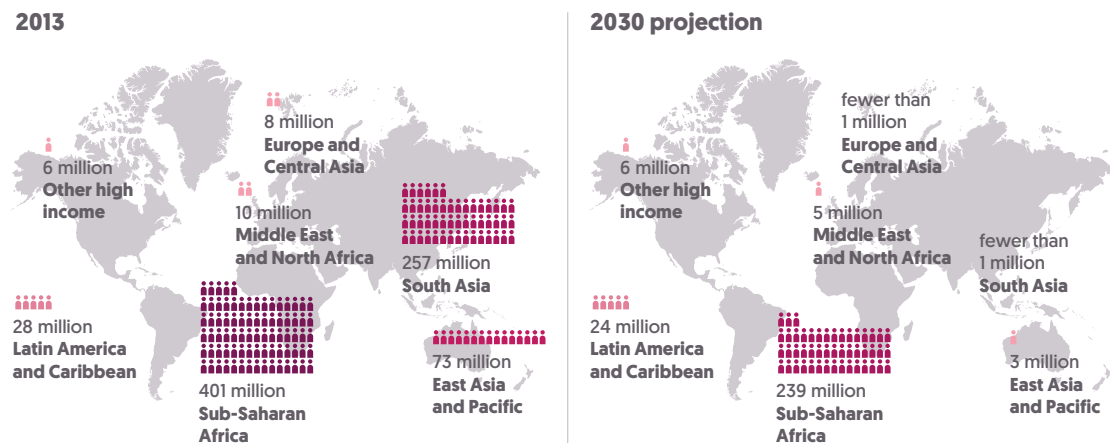 2013
8 million
Europe and
Central Asia
6 million
Other high
income
10 million
Middle East
and North Africa
257 million
South Asia
28 million
Latin America
and Caribbean
401 million
Sub-Saharan
Africa
73 million
East Asia
and Pacific
2030 projection
fewer than
1 million
Europe and
Central Asia
6 million
Other high
income
5 million
Middle East
and North Africa
fewer than
1 million
South Asia
24 million
Latin America
and Caribbean
239 million
Sub-Saharan
Africa
3 million
East Asia
and Pacific